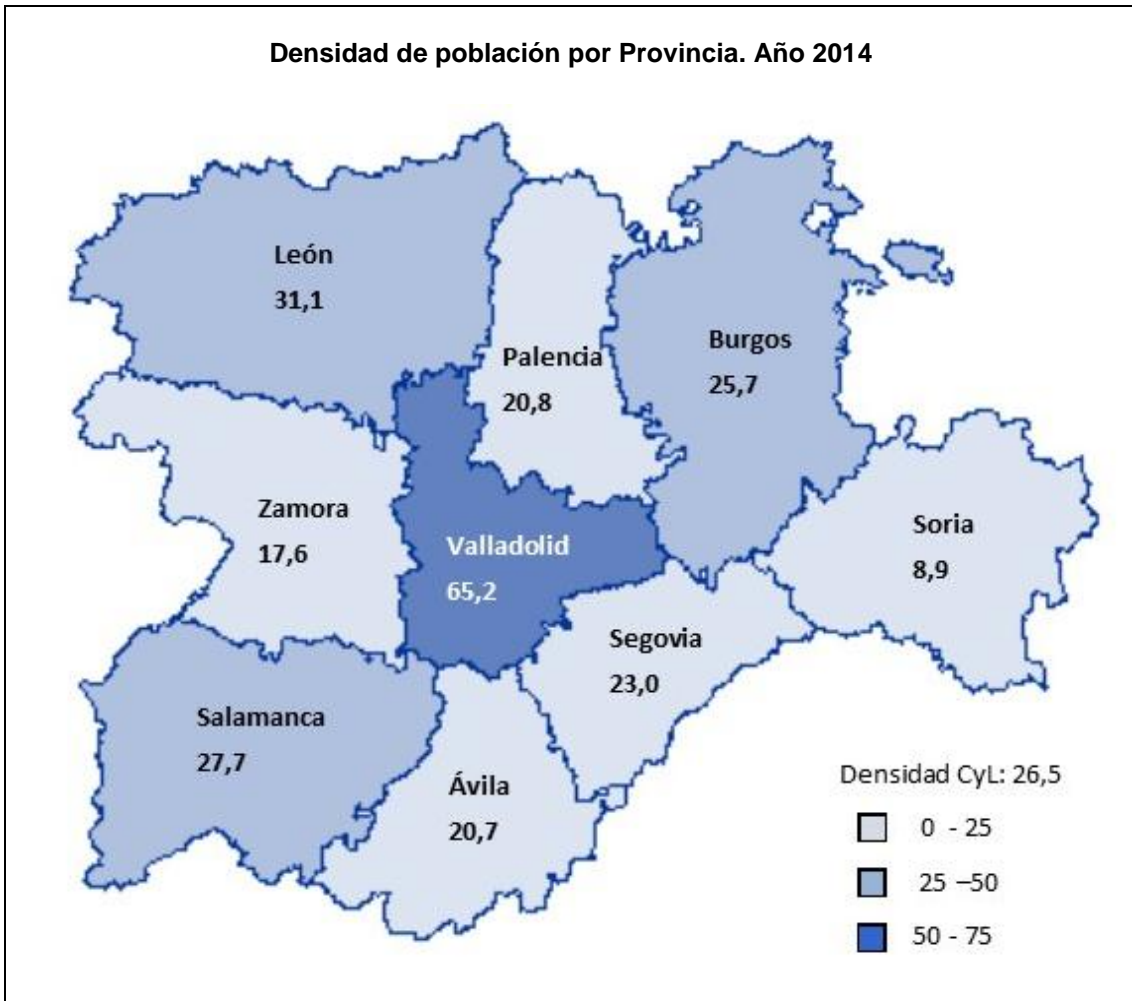 Densidad de población por Provincia. Año 2014
León
31,1
Palencia
20,8
Burgos
25,7
Zamora
17,6
Valladolid
65,2
Soria
8,9
Segovia
23,0
Salamanca
27,7
Ávila
20,7
Densidad CyL: 26,5
0 - 25
25 –50
50 - 75